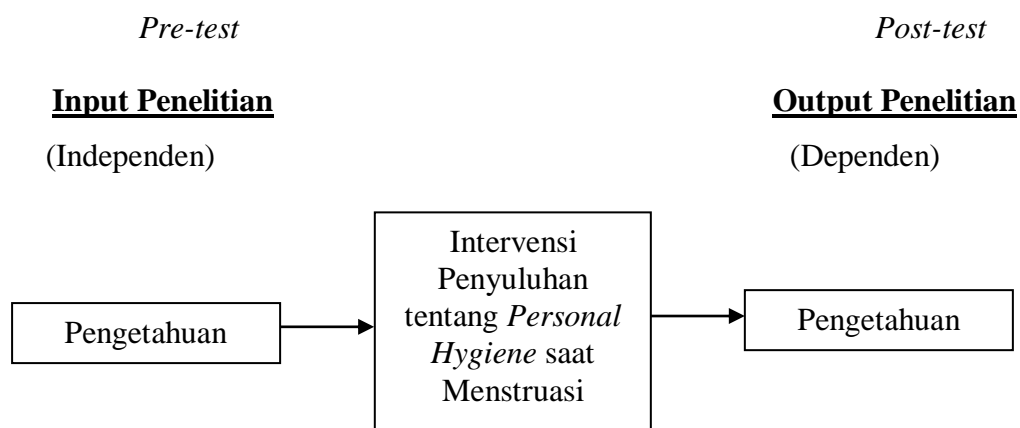 Pre-test
Post-test
Input Penelitian
Output Penelitian
(Independen)
(Dependen)
Pengetahuan
Intervensi
Penyuluhan
tentang Personal
Hygiene saat
Menstruasi
Pengetahuan